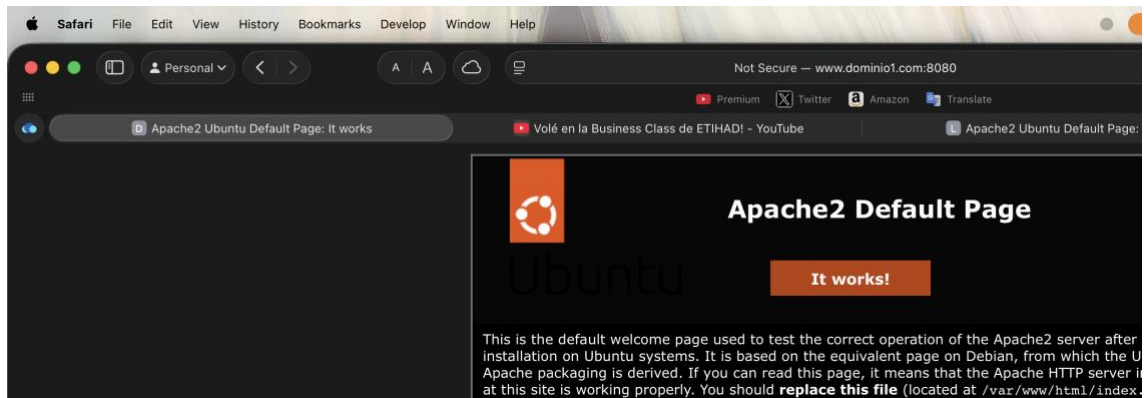 Safari File Edit View History Bookmarks Develop Window Help
Personal A A Not Secure — www.dominio1.com:8080
Premium Twitter Amazon Translate
D Apache2 Ubuntu Default Page: It works Volé en la Business Class de ETIHAD! - YouTube L Apache2 Ubuntu Default Page:
Apache2 Default Page
Ubuntu
It works!
This is the default welcome page used to test the correct operation of the Apache2 server after
installation on Ubuntu systems. It is based on the equivalent page on Debian, from which the U
Apache packaging is derived. If you can read this page, it means that the Apache HTTP server i
at this site is working properly. You should replace this file (located at /var/www/html/index.